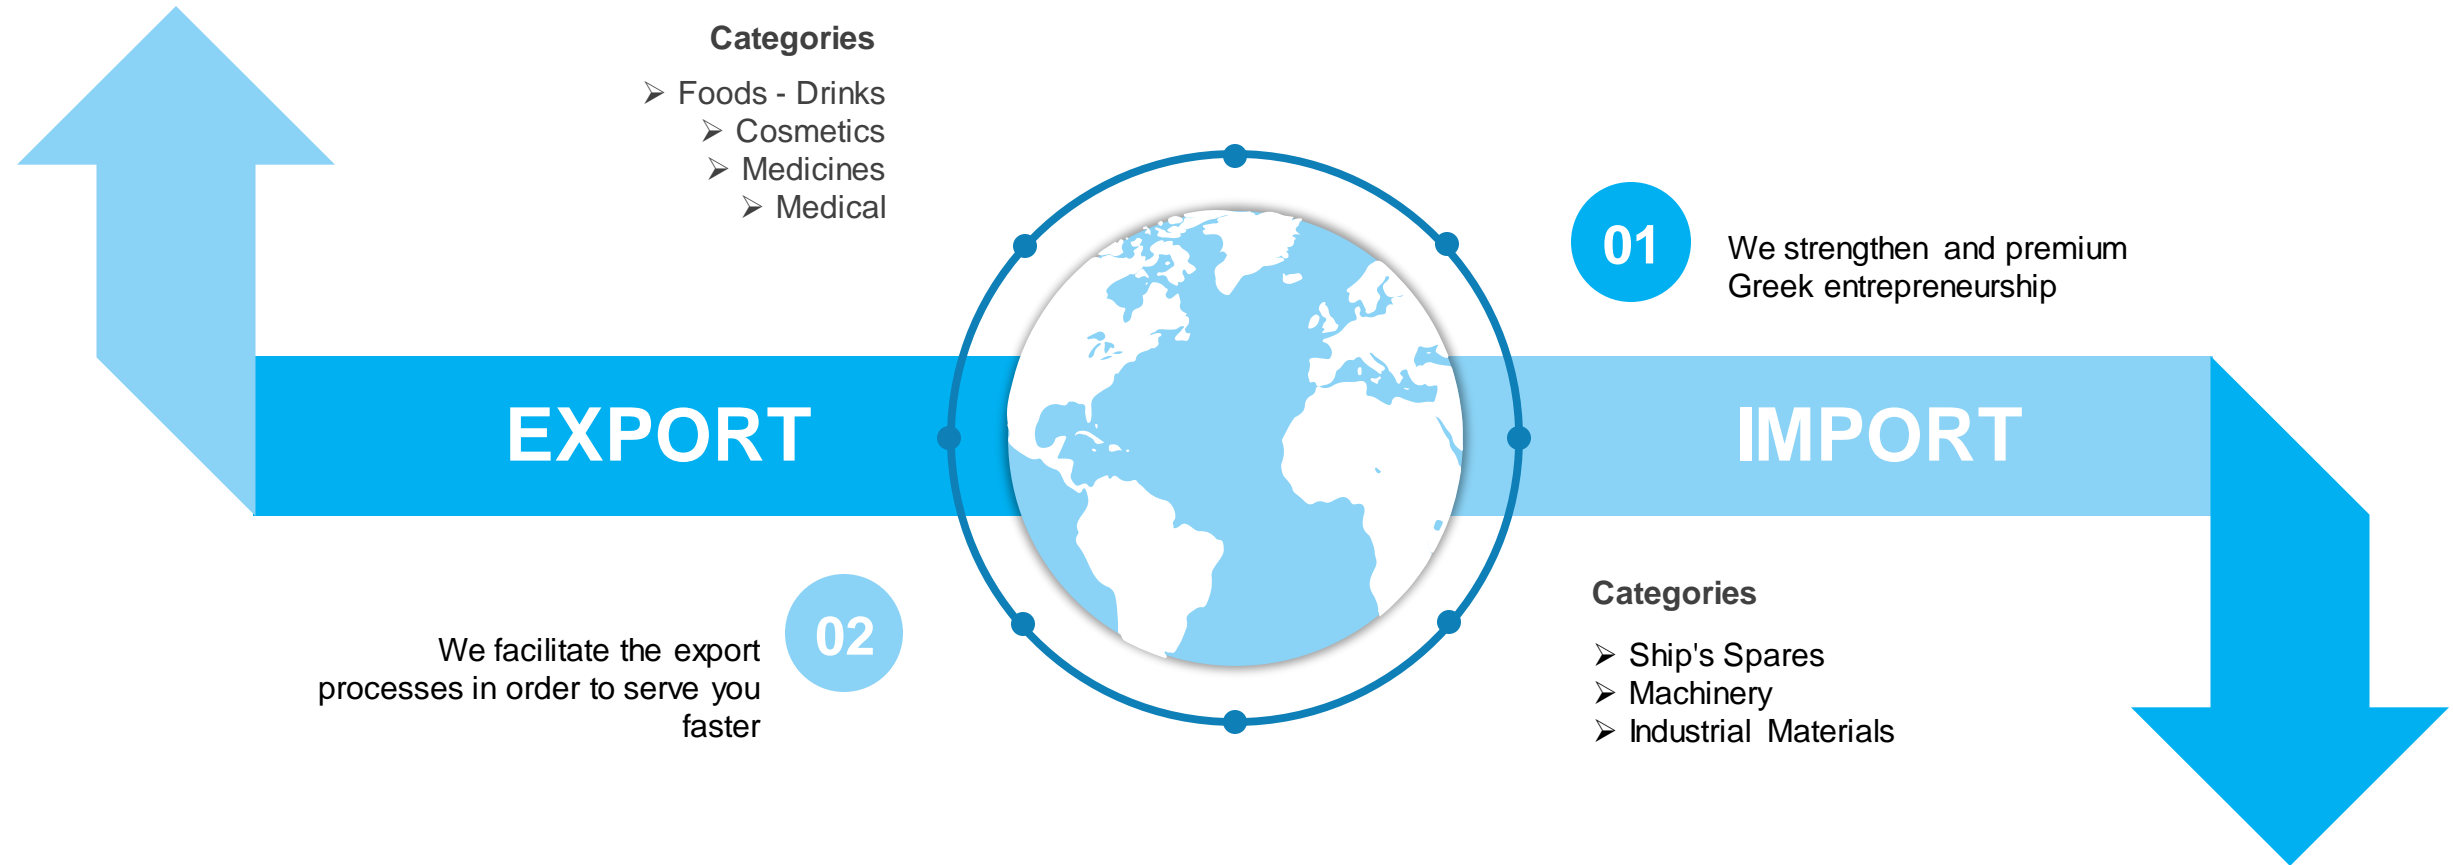 Categories
➢ Foods - Drinks
➢ Cosmetics
➢ Medicines
➢ Medical
EXPORT
02
We facilitate the export
processes in order to serve you
faster
01
We strengthen and premium
Greek entrepreneurship
IMPORT
Categories
➢ Ship's Spares
➢ Machinery
➢ Industrial Materials